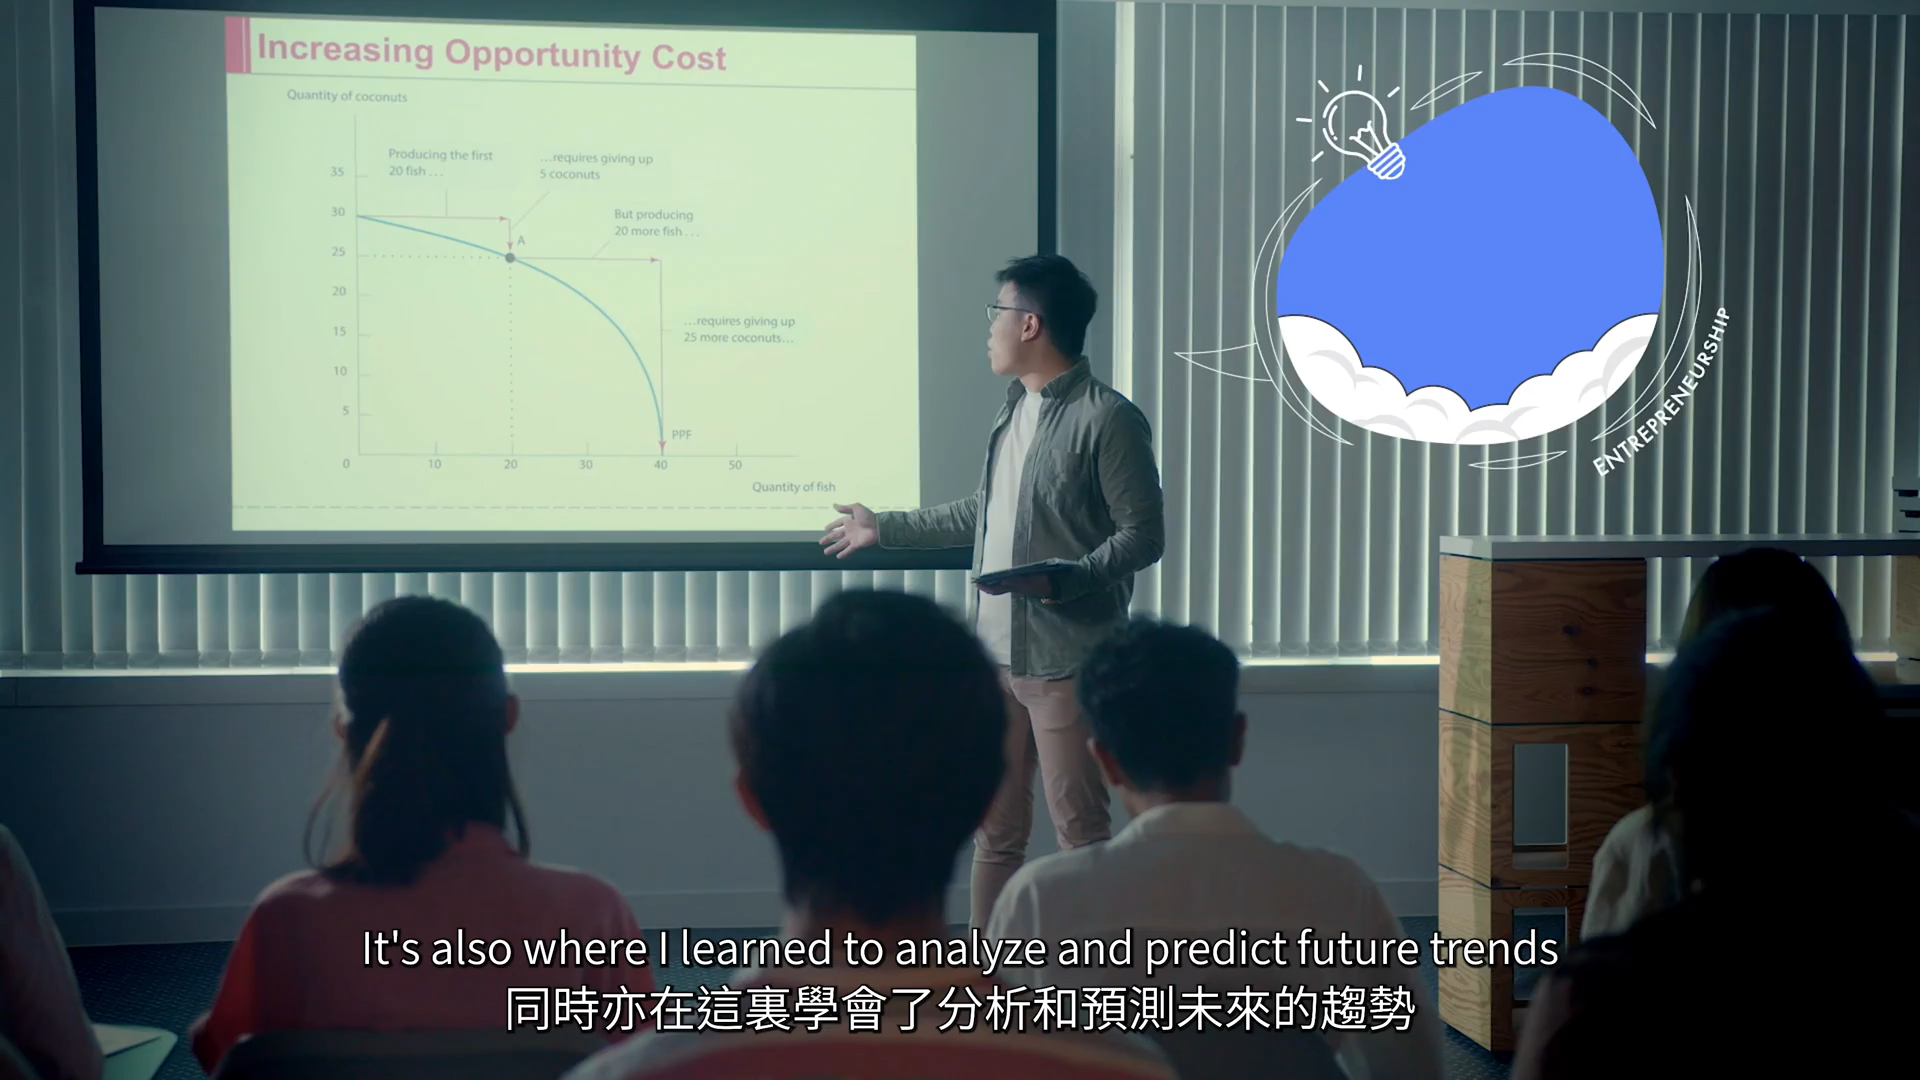 Increasing Opportunity Cost
Quantity of coconuts
Producing the first
20 fish ...
...requires giving up
5 coconuts
But producing
20 more fish ...
...requires giving up
25 more coconuts...
35
30
25
20
15
10
5
0
10
20
30
40
50
A
PPF
Quantity of fish
ENTREPRENEURSHIP
It's also where I learned to analyze and predict future trends
同時亦在這裏學會了分析和預測未來的趨勢